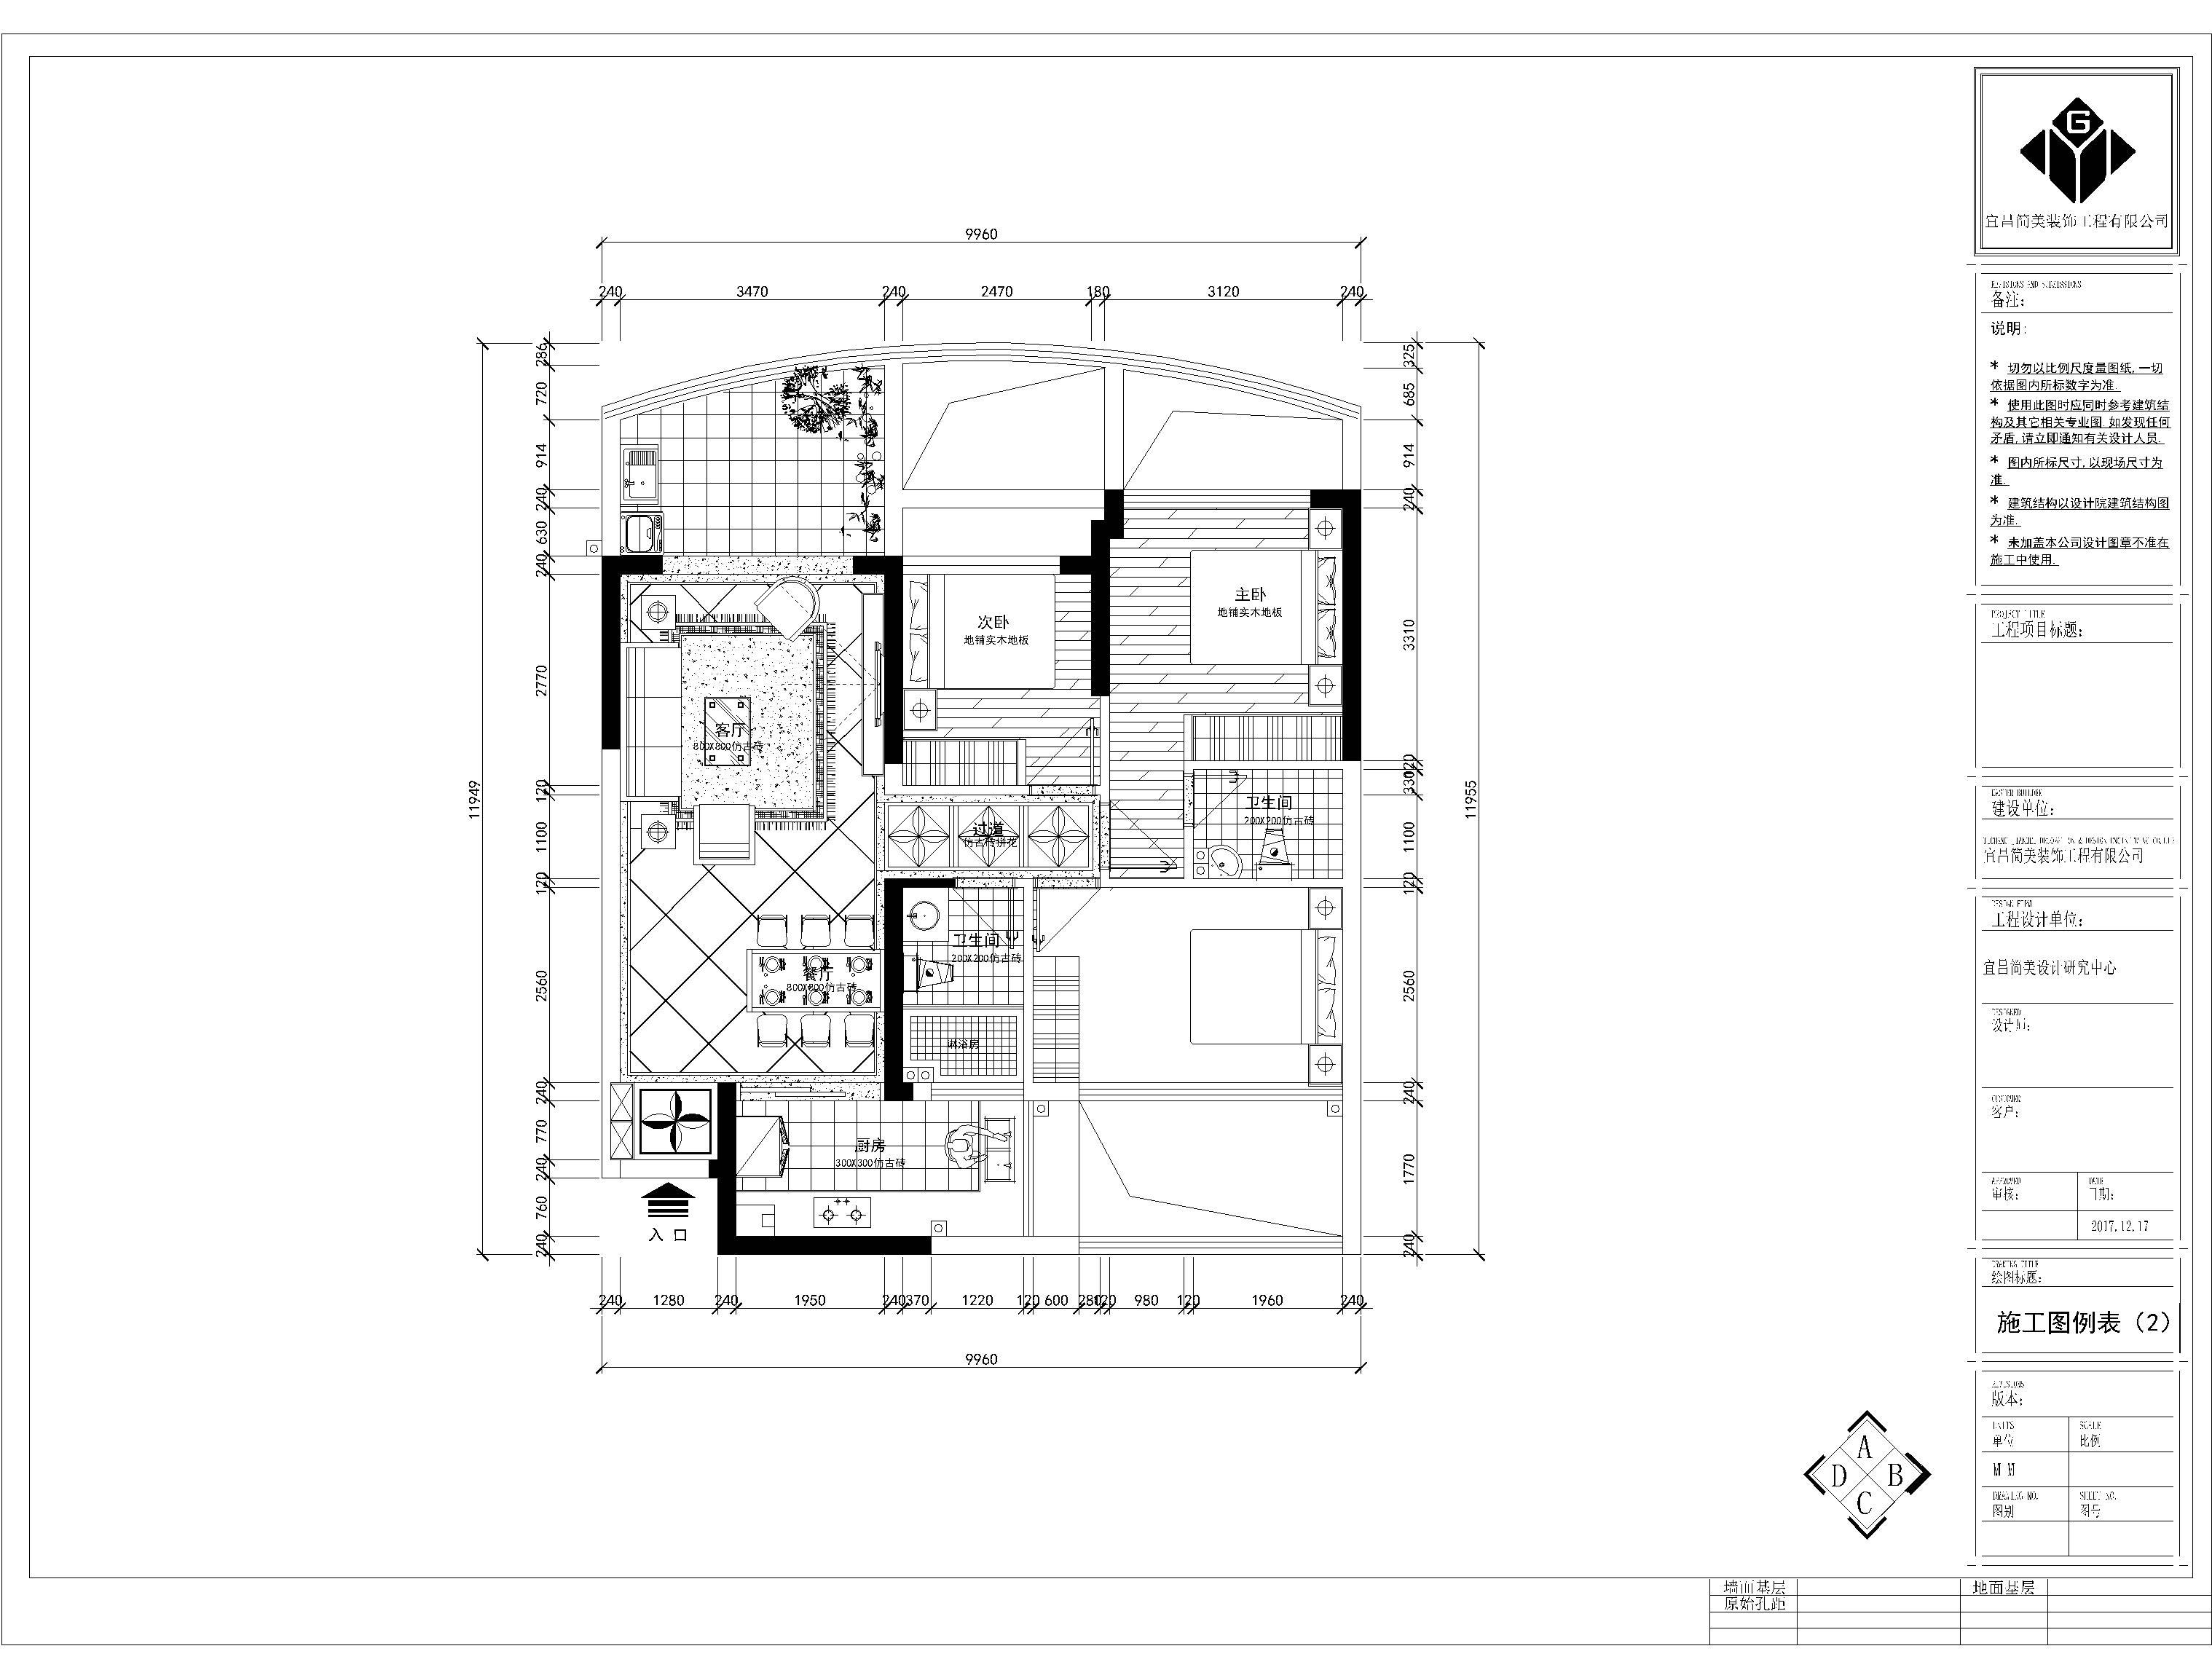 9960
240
3470
240
2470
180
3120
240
286
720
914
240
630
240
2770
120
1100
120
2560
240
770
240
760
240
11949
325
685
914
240
3310
120
330
1100
120
2560
240
1770
240
11955
主卧
地铺实木地板
次卧
地铺实木地板
客厅
800X800仿古砖
卫生间
200X200仿古砖
过道
仿古砖拼花
卫生间
200X200仿古砖
餐厅
800X800仿古砖
淋浴房
厨房
300X300仿古砖
入 口
240
1280
240
1950
240
370
1220
120
600
280
120
980
120
1960
240
9960
A
D
B
C
G
宜昌简美装饰工程有限公司
备注:
说明:
* 切勿以比例尺度量图纸,一切
依据图内所标数字为准.
* 使用此图时应同时参考建筑结
构及其它相关专业图.如发现任何
矛盾,请立即通知有关设计人员.
* 图内所标尺寸,以现场尺寸为
准.
* 建筑结构以设计院建筑结构图
为准.
* 未加盖本公司设计图章不准在
施工中使用.
PROJECT TITLE
工程项目标题:
建设单位:
宜昌简美装饰工程有限公司
工程设计单位:
宜昌简美设计研究中心
DESIGNED
设计师:
CUSTOMER
客户:
APPROVED
审核:
DATE
日期:
2017.12.17
DRAWING TITLE
绘图标题:
施工图例表（2）
版本:
UNITS
单位
SCALE
比例
M M
DRAWING NO.
图别
SHEET NO.
图号
墙面基层
地面基层
原始孔距